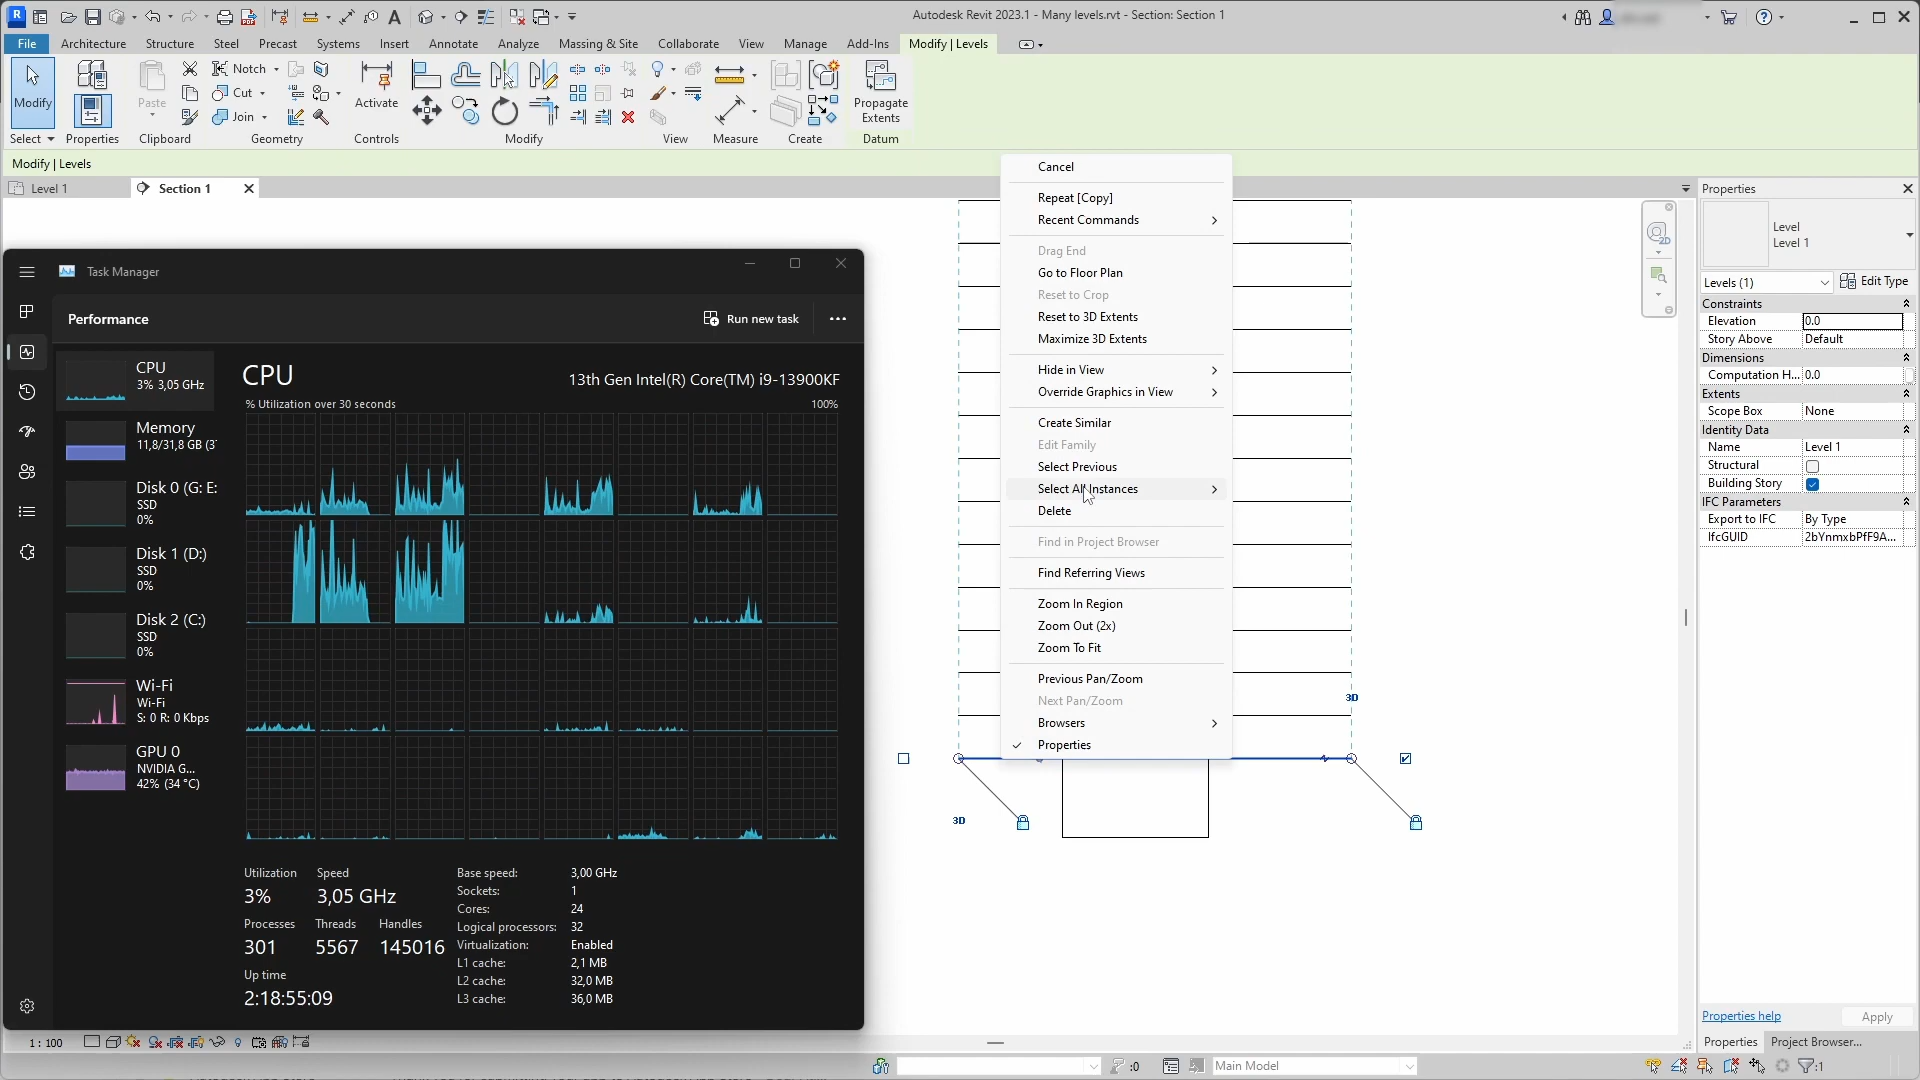 Autodesk Revit 2023.1 - Many levels.rvt - Section: Section 1
File
Architecture
Structure
Steel
Precast
Systems
Insert
Annotate
Analyze
Massing & Site
Collaborate
View
Manage
Add-Ins
Modify | Levels
Modify
Paste
Notch
Cut
Join
Activate
Propagate
Extents
Select
Properties
Clipboard
Geometry
Controls
Modify
View
Measure
Create
Datum
Modify | Levels
Level 1
Section 1
Task Manager
Performance
Run new task
CPU
3% 3,05 GHz
Memory
11,8/31,8 GB (37
Disk 0 (G: E:
SSD
0%
Disk 1 (D:)
SSD
0%
Disk 2 (C:)
SSD
0%
Wi-Fi
Wi-Fi
S: 0 R: 0 Kbps
GPU 0
NVIDIA G...
42% (34 °C)
CPU
13th Gen Intel(R) Core(TM) i9-13900KF
% Utilization over 30 seconds
100%
Utilization
Speed
3%
3,05 GHz
Processes
Threads
Handles
301
5567
145016
Up time
2:18:55:09
Base speed: 3,00 GHz
Sockets: 1
Cores: 24
Logical processors: 32
Virtualization: Enabled
L1 cache: 2,1 MB
L2 cache: 32,0 MB
L3 cache: 36,0 MB
Cancel
Repeat [Copy]
Recent Commands
Drag End
Go to Floor Plan
Reset to Crop
Reset to 3D Extents
Maximize 3D Extents
Hide in View
Override Graphics in View
Create Similar
Edit Family
Select Previous
Select All Instances
Delete
Find in Project Browser
Find Referring Views
Zoom In Region
Zoom Out (2x)
Zoom To Fit
Previous Pan/Zoom
Next Pan/Zoom
Browsers
Properties
3D
3D
2D
Properties
Level
Level 1
Levels (1)
Edit Type
Constraints
Elevation 0.0
Story Above Default
Dimensions
Computation H... 0.0
Extents
Scope Box None
Identity Data
Name Level 1
Structural
Building Story
IFC Parameters
Export to IFC By Type
IfcGUID 2bYnmxbPfF9A...
Properties help
Apply
Properties
Project Browser...
1 : 100
:0
Main Model
:1